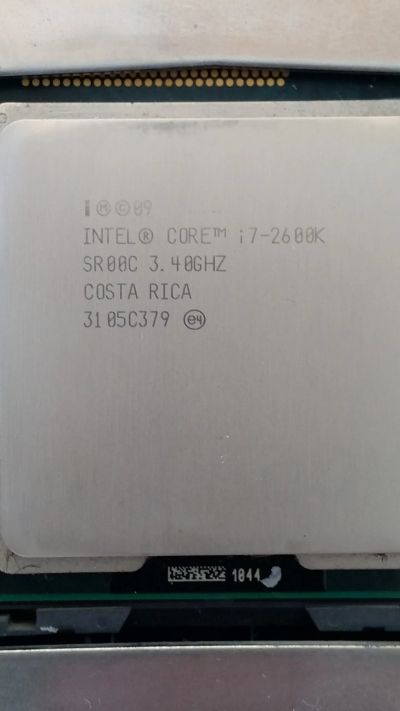 i Ⓜ©09
INTEL® CORE™ i7-2600K
SR00C 3.40GHZ
COSTA RICA
3105C379 e4
1044